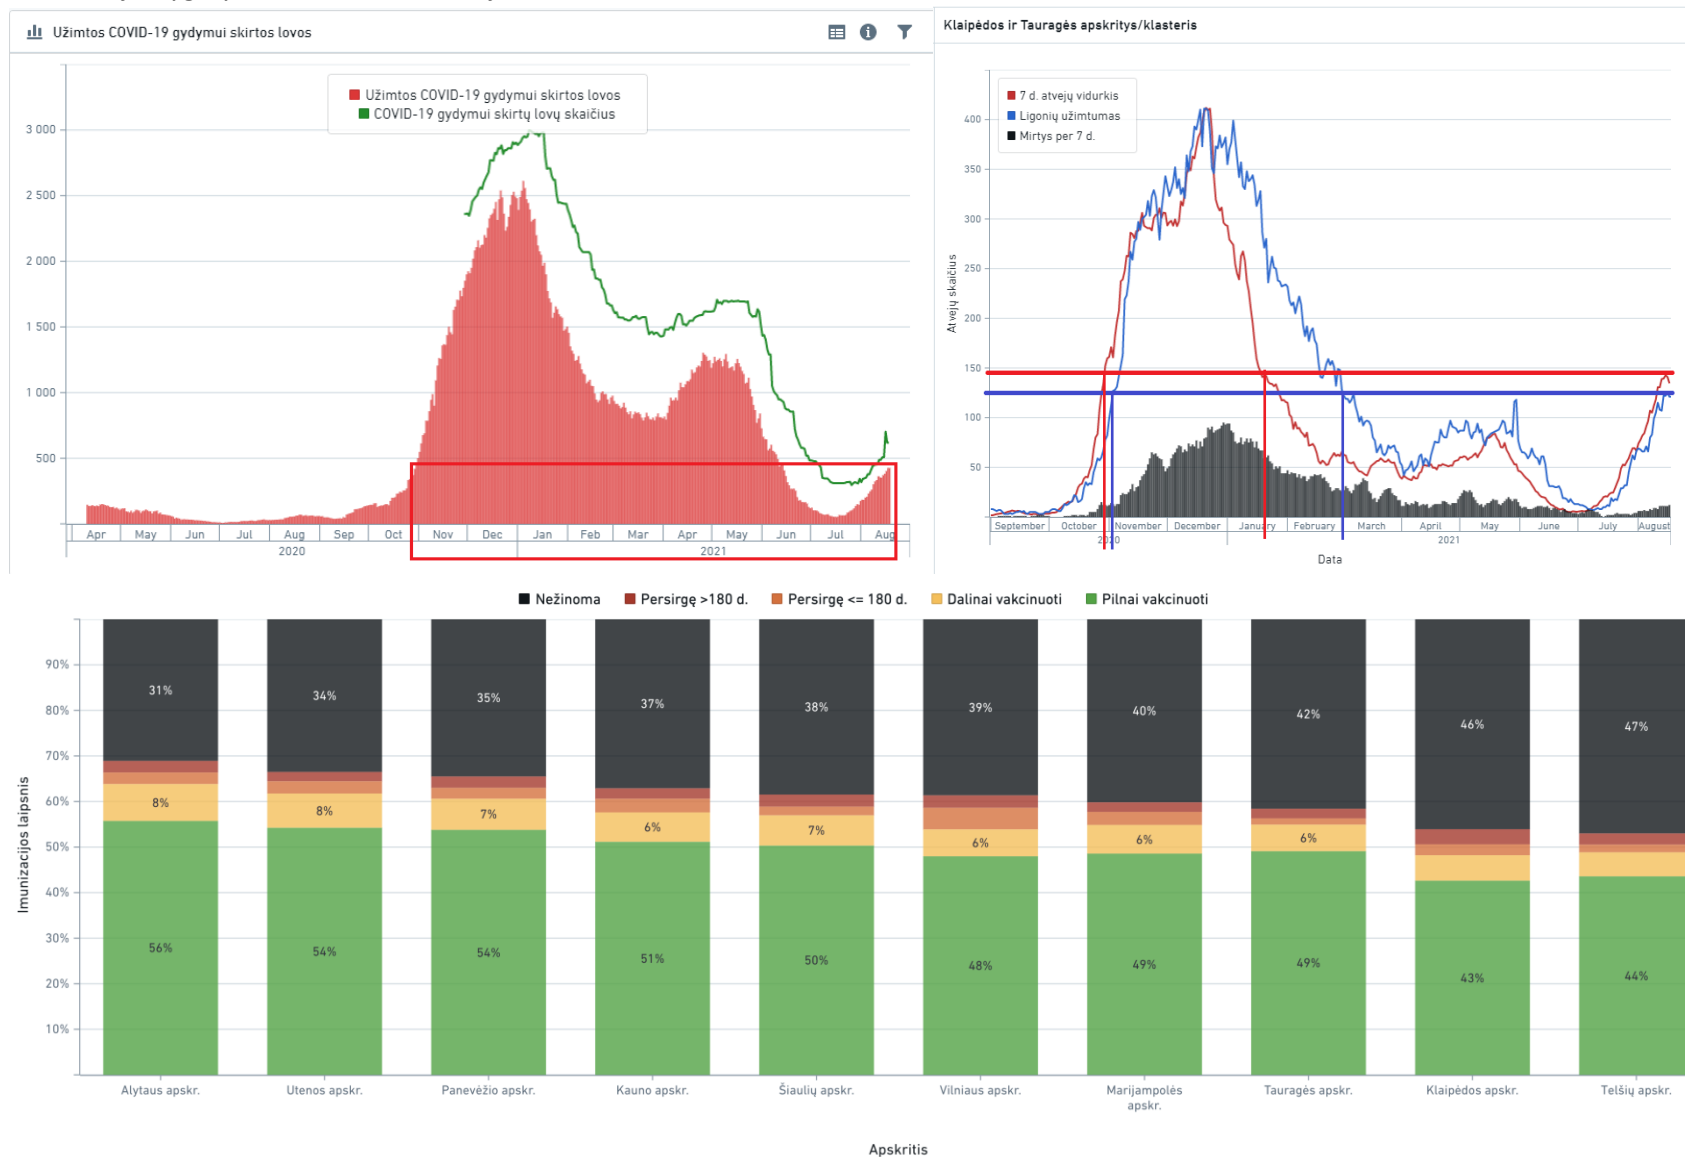 Užimtos COVID-19 gydymui skirtos lovos
Užimtos COVID-19 gydymui skirtos lovos
COVID-19 gydymui skirtų lovų skaičius
3 000
2 500
2 000
1 500
1 000
500
Apr May Jun Jul Aug Sep Oct Nov Dec Jan Feb Mar Apr May Jun Jul Aug
2020 2021
Klaipėdos ir Tauragės apskritys/klasteris
7 d. atvejų vidurkis
Ligonių užimtumas
Mirtys per 7 d.
Atvejų skaičius
400
350
300
250
200
150
100
50
September October November December January February March April May June July August
2020 2021
Data
Nežinoma Persirgę >180 d. Persirgę <= 180 d. Dalinai vakcinuoti Pilnai vakcinuoti
Imunizacijos laipsnis
90%
80%
70%
60%
50%
40%
30%
20%
10%
31% 34% 35% 37% 38% 39% 40% 42% 46% 47%
8% 8% 7% 6% 7% 6% 6% 6%
56% 54% 54% 51% 50% 48% 49% 49% 43% 44%
Alytaus apskr. Utenos apskr. Panevėžio apskr. Kauno apskr. Šiaulių apskr. Vilniaus apskr. Marijampolės apskr. Tauragės apskr. Klaipėdos apskr. Telšių apskr.
Apskritis